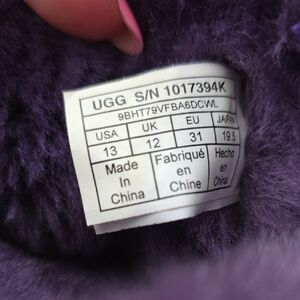 UGG S/N 1017394K
9BHT79VFBA6DCWL
USA UK EU JAPAN
13 12 31 19.5
Made In China Fabriqué en Chine Hecho en China